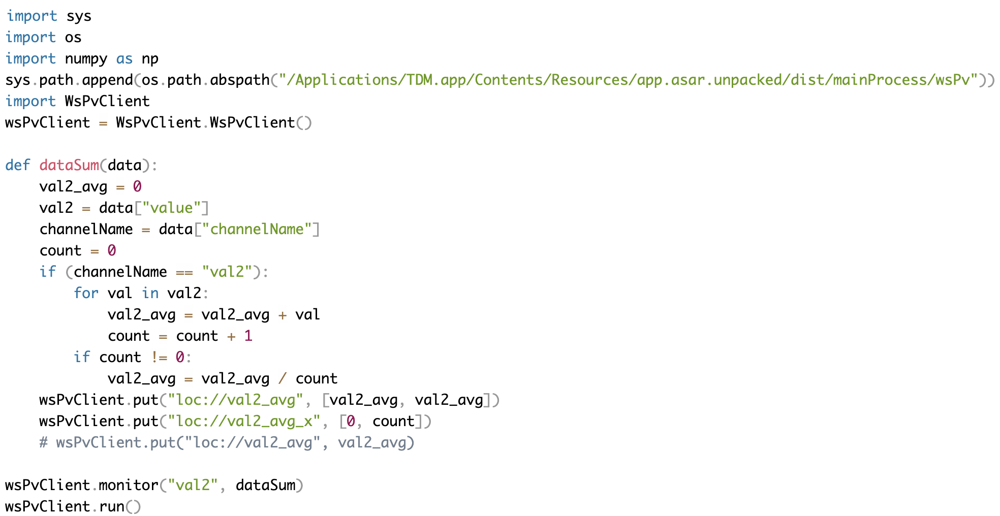 import sys
import os
import numpy as np
sys.path.append(os.path.abspath("/Applications/TDM.app/Contents/Resources/app.asar.unpacked/dist/mainProcess/wsPv"))
import WsPvClient
wsPvClient = WsPvClient.WsPvClient()

def dataSum(data):
    val2_avg = 0
    val2 = data["value"]
    channelName = data["channelName"]
    count = 0
    if (channelName == "val2"):
        for val in val2:
            val2_avg = val2_avg + val
            count = count + 1
        if count != 0:
            val2_avg = val2_avg / count
    wsPvClient.put("loc://val2_avg", [val2_avg, val2_avg])
    wsPvClient.put("loc://val2_avg_x", [0, count])
    # wsPvClient.put("loc://val2_avg", val2_avg)

wsPvClient.monitor("val2", dataSum)
wsPvClient.run()